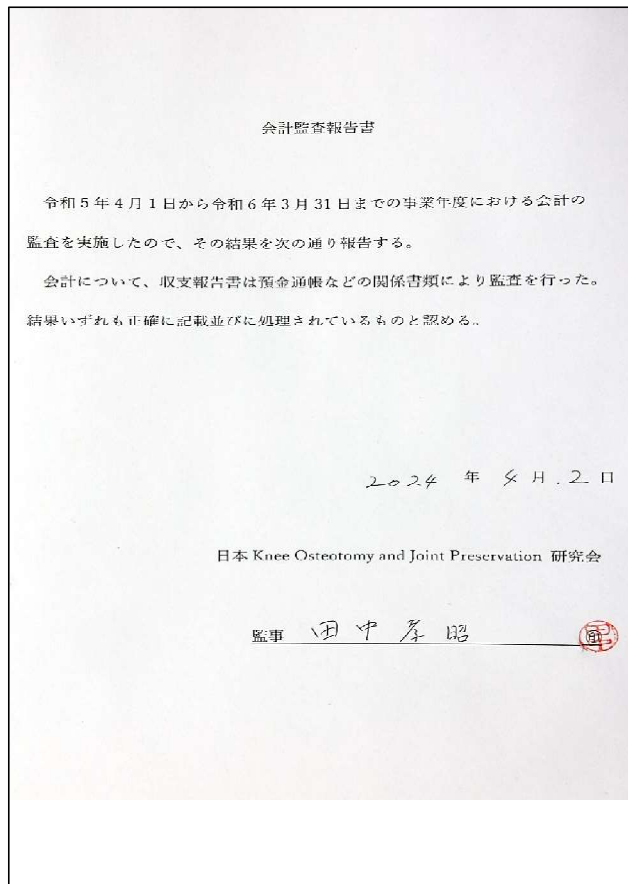 会計監査報告書
令和5年4月1日から令和6年3月31日までの事業年度における会計の
監査を実施したので、その結果を次の通り報告する。
会計について、収支報告書は預金通帳などの関係書類により監査を行った。
結果いずれも正確に記載並びに処理されているものと認める。
2024 年 4月.2日
日本 Knee Osteotomy and Joint Preservation 研究会
監事 田中孝昭 ㊞